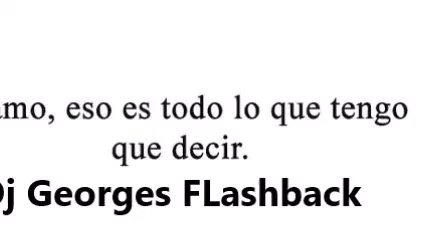 amo, eso es todo lo que tengo
que decir.
Dj Georges FLashback